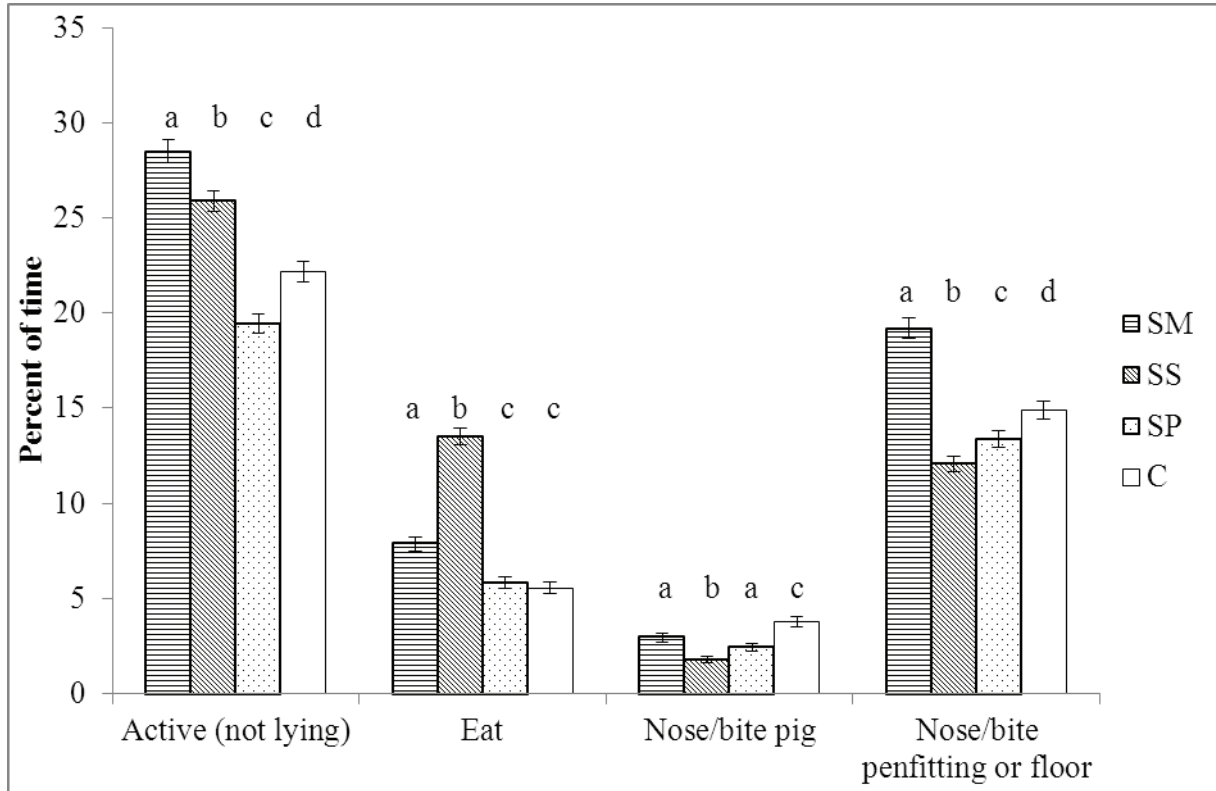 Percent of time
35
30
25
20
15
10
5
0
a b c d
a b c c
a b a c
a b c d
Active (not lying)
Eat
Nose/bite pig
Nose/bite
penfitting or floor
SM
SS
SP
C